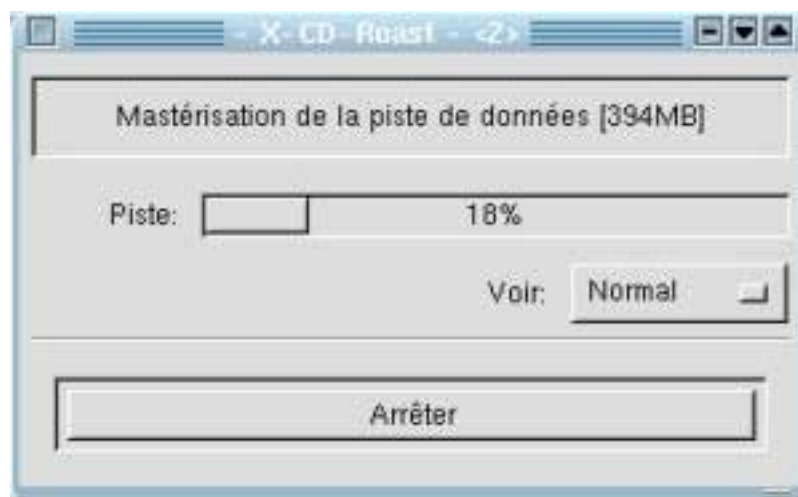 - X-CD-Roast - <2>
Mastérisation de la piste de données [394MB]
Piste: 18%
Voir: Normal
Arrêter